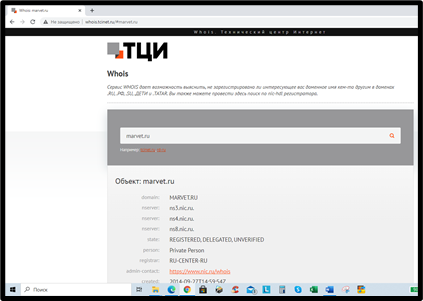 Whois: marvet.ru
Не защищено | whois.tcinet.ru/#marvet.ru
Whois. Технический центр Интернет
ТЦИ
Whois
Сервис WHOIS дает возможность выяснить, не зарегистрировано ли интересующее вас доменное имя кем-то другим в доменах
.RU, .РФ, .SU, .ДЕТИ и .TATAR. Вы также можете провести здесь поиск по nic-hdl регистратора.
marvet.ru
Например,
Объект: marvet.ru
domain: MARVET.RU
nserver: ns3.nic.ru.
nserver: ns4.nic.ru.
nserver: ns8.nic.ru.
state: REGISTERED, DELEGATED, UNVERIFIED
person: Private Person
registrar: RU-CENTER-RU
admin-contact: https://www.nic.ru/whois
created: 2014-09-22T14:59:54Z
Поиск